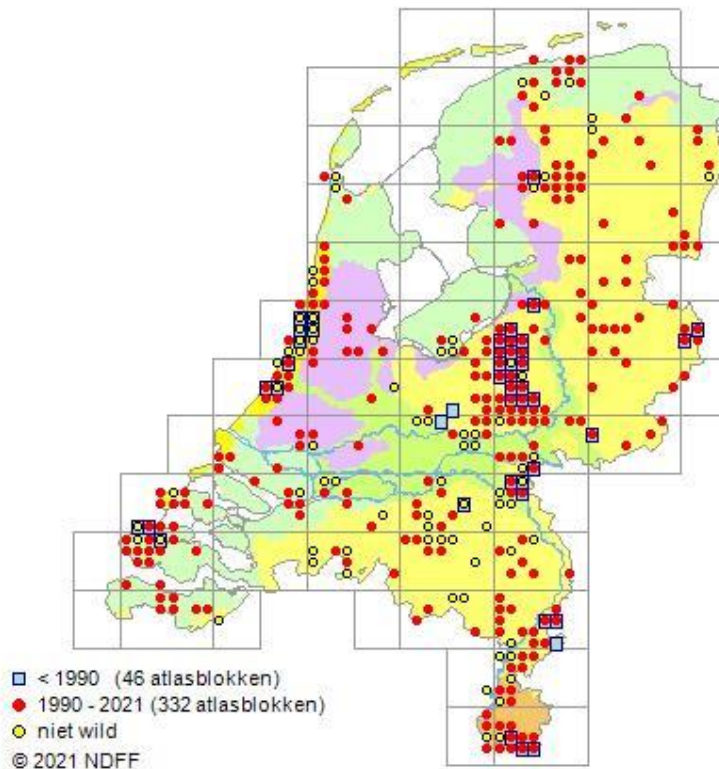 < 1990 (46 atlasblokken)
1990 - 2021 (332 atlasblokken)
niet wild
© 2021 NDFF